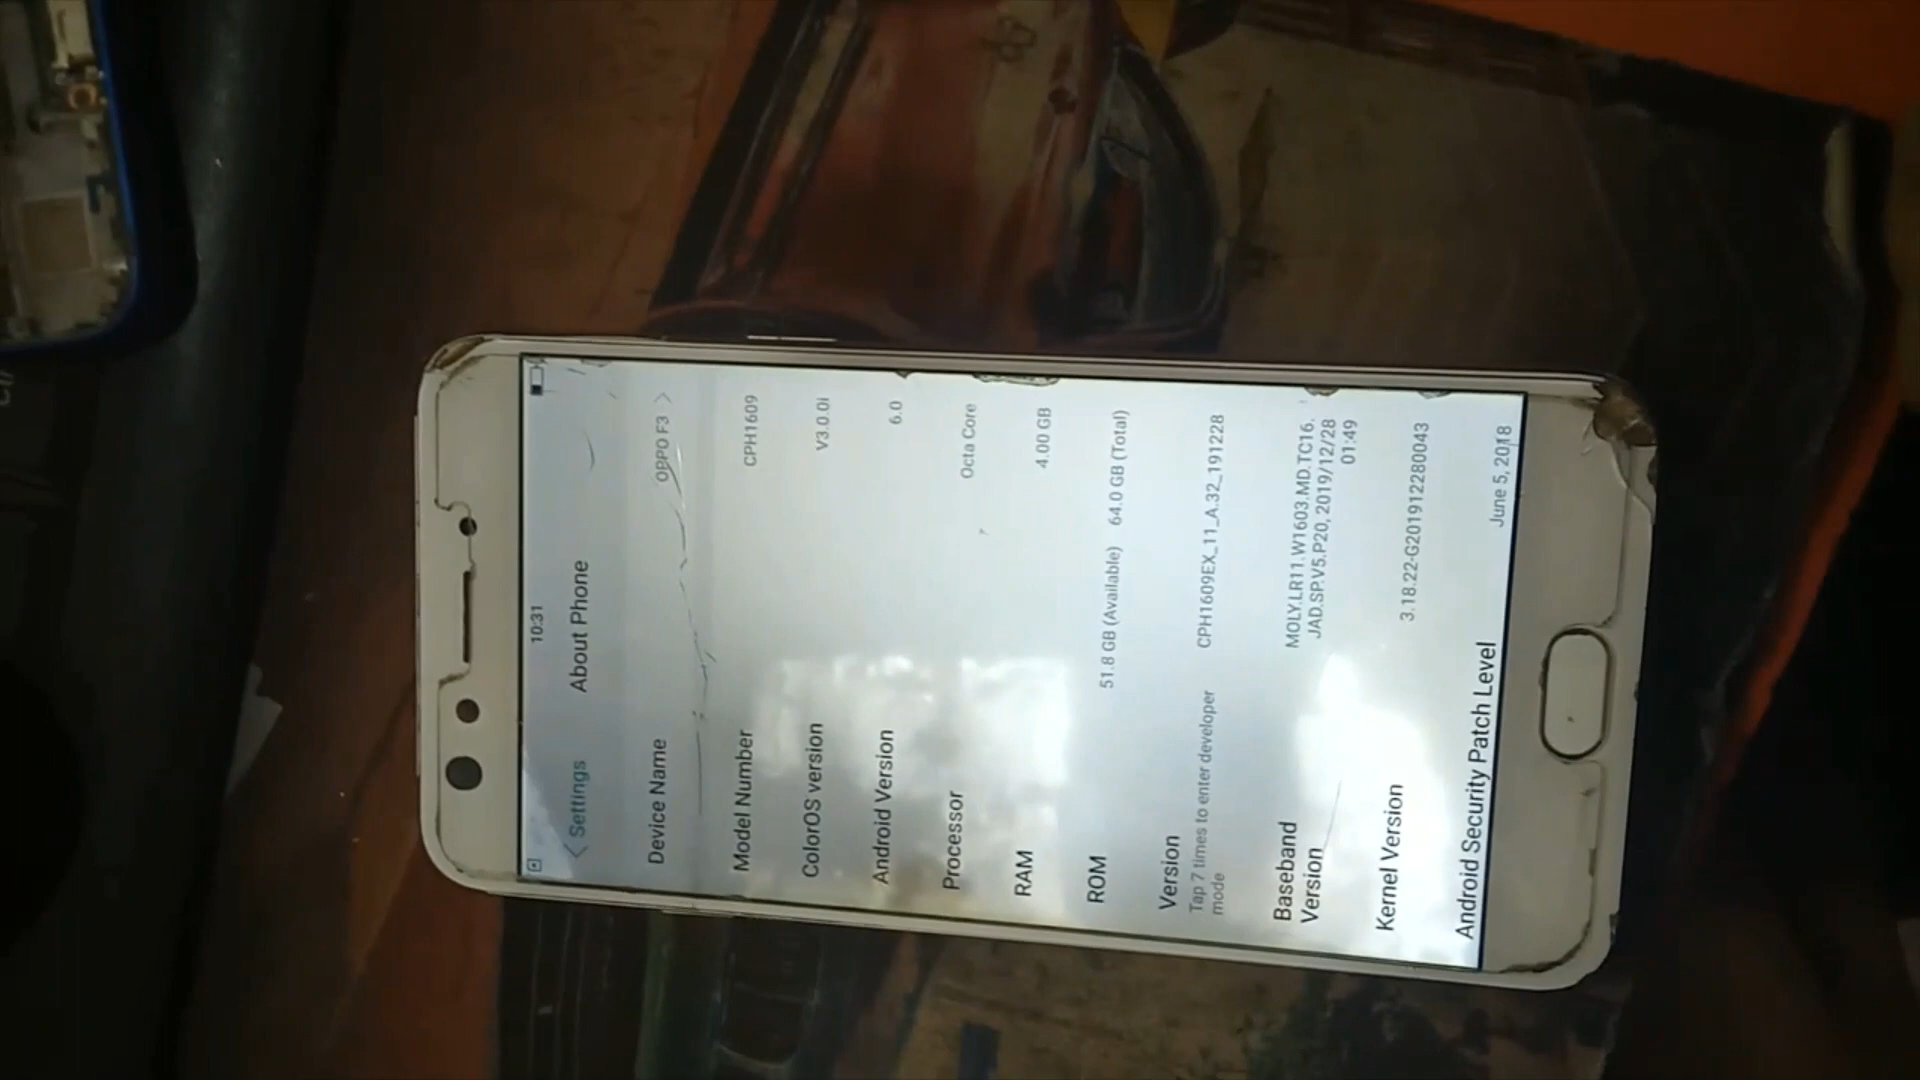 10:31
Settings
About Phone
Device Name
OPPO F3
Model Number
CPH1609
ColorOS version
V3.0.0i
Android Version
6.0
Processor
Octa Core
RAM
4.00 GB
ROM
51.8 GB (Available) 64.0 GB (Total)
Version
Tap 7 times to enter developer
mode
CPH1609EX_11_A.32_191228
Baseband
Version
MOLY.LR11.W1603.MD.TC16.
JAD.SP.V5.P20, 2019/12/28
01:49
Kernel Version
3.18.22-G201912280043
Android Security Patch Level
June 5, 2018